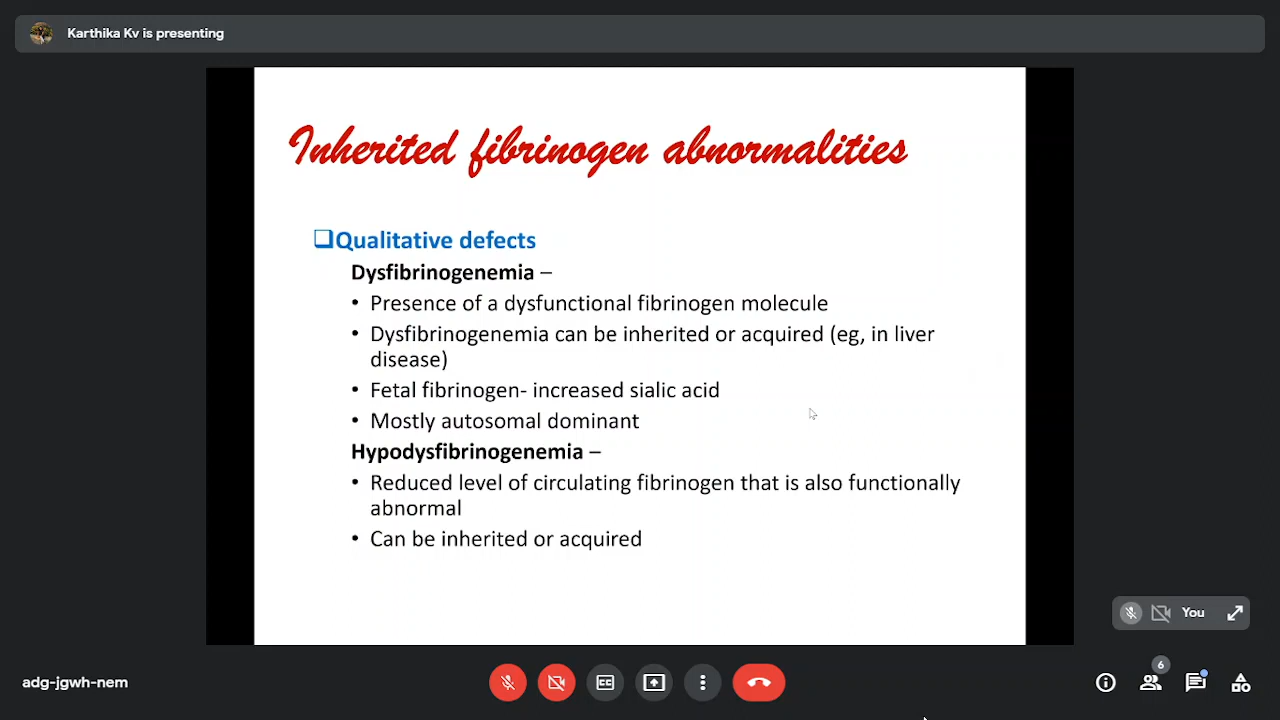 Karthika Kv is presenting
Inherited fibrinogen abnormalities
❑Qualitative defects
Dysfibrinogenemia –
• Presence of a dysfunctional fibrinogen molecule
• Dysfibrinogenemia can be inherited or acquired (eg, in liver
disease)
• Fetal fibrinogen- increased sialic acid
• Mostly autosomal dominant
Hypodysfibrinogenemia –
• Reduced level of circulating fibrinogen that is also functionally
abnormal
• Can be inherited or acquired
You
adg-jgwh-nem
CC
6